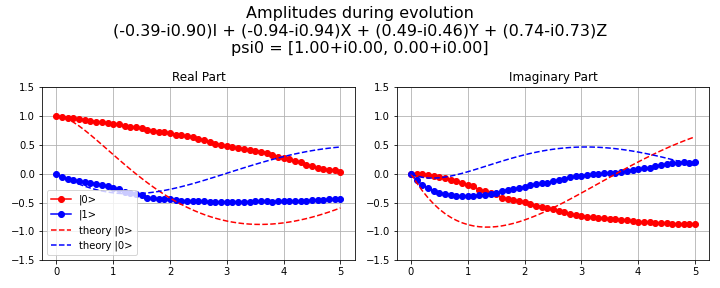 Amplitudes during evolution
(-0.39-i0.90)I + (-0.94-i0.94)X + (0.49-i0.46)Y + (0.74-i0.73)Z
psi0 = [1.00+i0.00, 0.00+i0.00]
Real Part
1.5
1.0
0.5
0.0
−0.5
−1.0
−1.5
0 1 2 3 4 5
|0>
|1>
theory |0>
theory |0>
Imaginary Part
1.5
1.0
0.5
0.0
−0.5
−1.0
−1.5
0 1 2 3 4 5